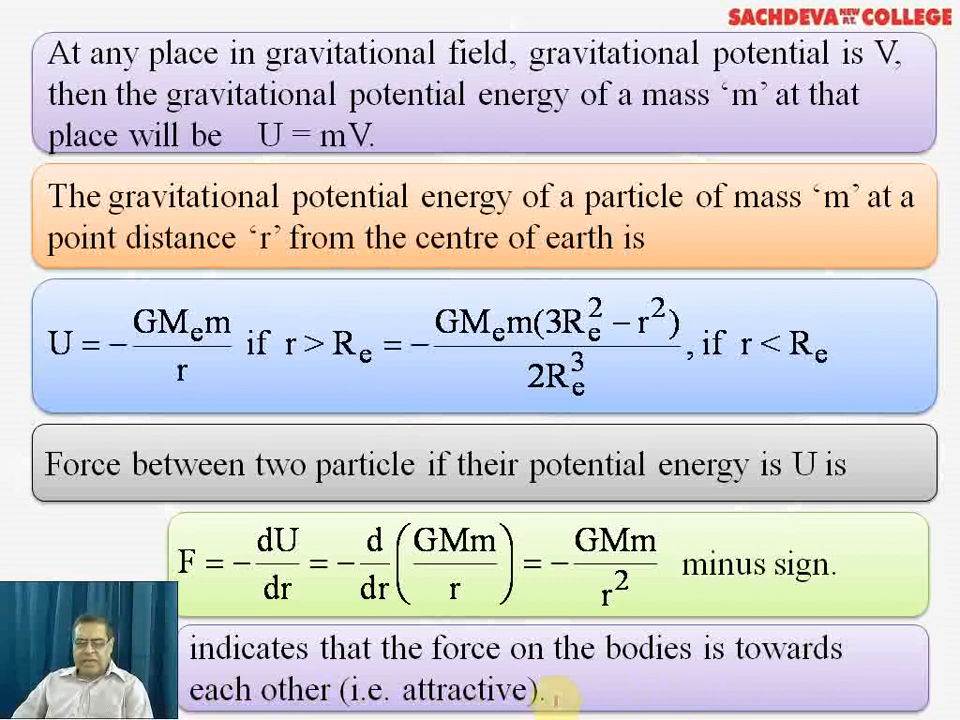 SACHDEVA NEW P.T. COLLEGE
At any place in gravitational field, gravitational potential is V,
then the gravitational potential energy of a mass ‘m’ at that
place will be U = mV.
The gravitational potential energy of a particle of mass ‘m’ at a
point distance ‘r’ from the centre of earth is
U = − GMₑm / r if r > Rₑ = − GMₑm(3Rₑ² − r²) / 2Rₑ³ , if r < Rₑ
Force between two particle if their potential energy is U is
F = − dU/dr = − d/dr (GMm/r) = − GMm/r² minus sign.
indicates that the force on the bodies is towards
each other (i.e. attractive).